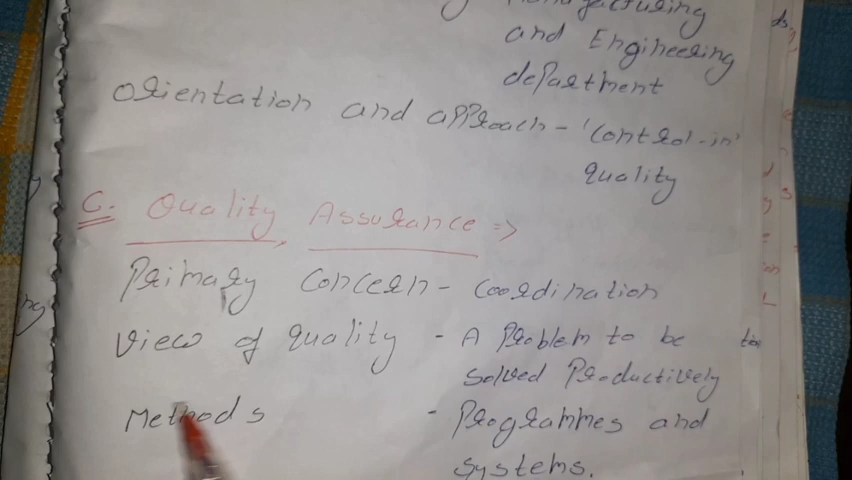 Manufacturing
and Engineering
department
Orientation and approach - 'control-in'
quality
C. Quality Assurance =>
Primary concern - coordination
View of quality - A Problem to be
solved Productively
Methods - Programmes and
systems.